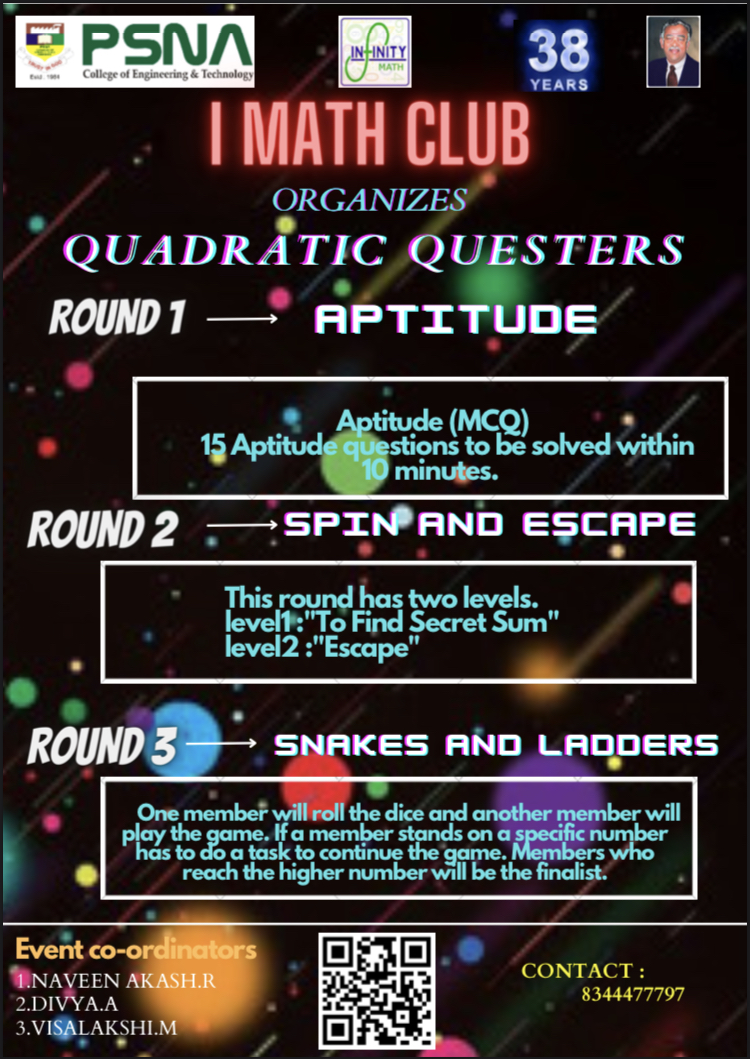 PSNA
College of Engineering & Technology
Estd : 1984
INFINITY
MATH
38
YEARS
I MATH CLUB
ORGANIZES
QUADRATIC QUESTERS
ROUND 1
APTITUDE
Aptitude (MCQ)
15 Aptitude questions to be solved within
10 minutes.
ROUND 2
SPIN AND ESCAPE
This round has two levels.
level1 :"To Find Secret Sum"
level2 :"Escape"
ROUND 3
SNAKES AND LADDERS
One member will roll the dice and another member will
play the game. If a member stands on a specific number
has to do a task to continue the game. Members who
reach the higher number will be the finalist.
Event co-ordinators
1.NAVEEN AKASH.R
2.DIVYA.A
3.VISALAKSHI.M
CONTACT :
8344477797